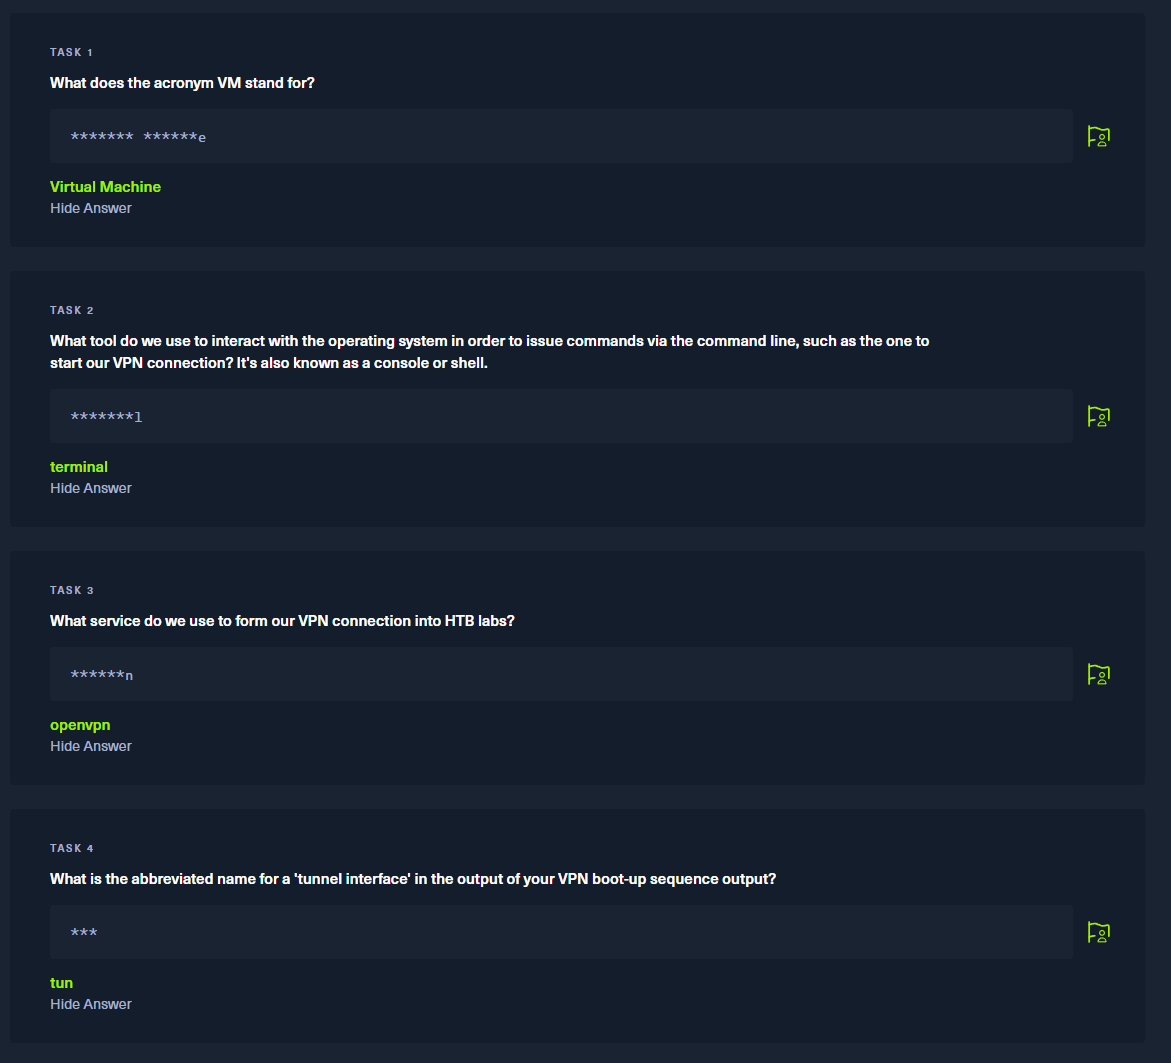 TASK 1
What does the acronym VM stand for?
******* ******e
Virtual Machine
Hide Answer
TASK 2
What tool do we use to interact with the operating system in order to issue commands via the command line, such as the one to
start our VPN connection? It's also known as a console or shell.
*******l
terminal
Hide Answer
TASK 3
What service do we use to form our VPN connection into HTB labs?
******n
openvpn
Hide Answer
TASK 4
What is the abbreviated name for a 'tunnel interface' in the output of your VPN boot-up sequence output?
***
tun
Hide Answer